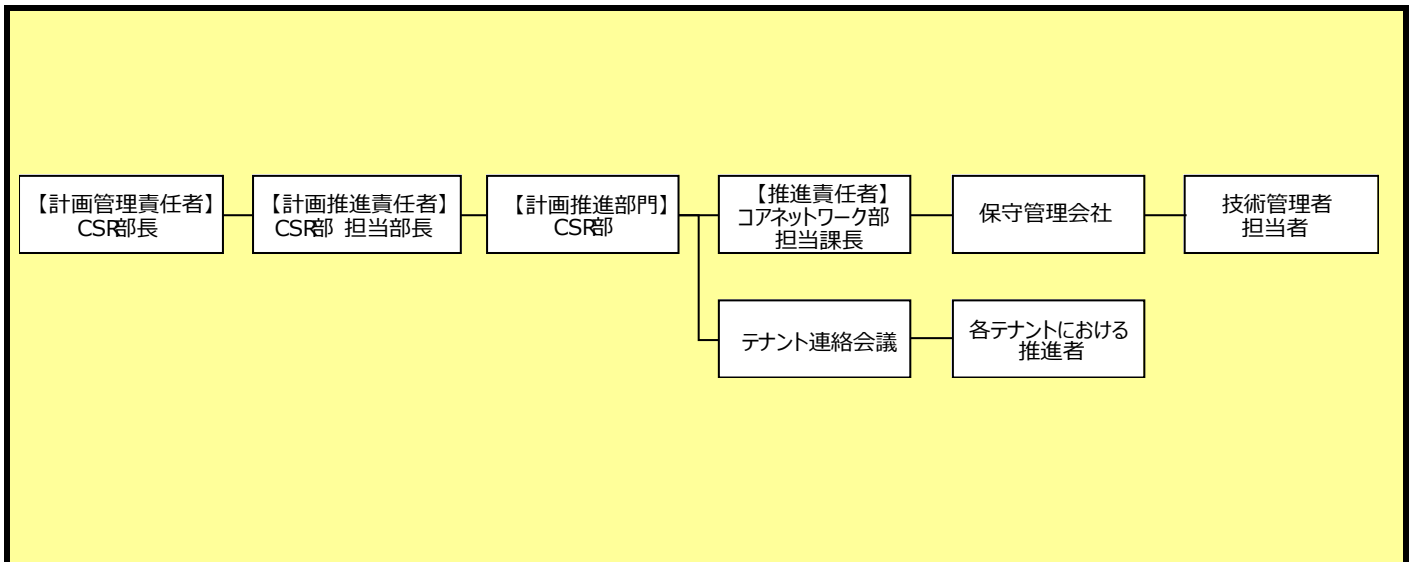 【計画管理責任者】
CSR部長
【計画推進責任者】
CSR部 担当部長
【計画推進部門】
CSR部
【推進責任者】
コアネットワーク部
担当課長
保守管理会社
技術管理者
担当者
テナント連絡会議
各テナントにおける
推進者